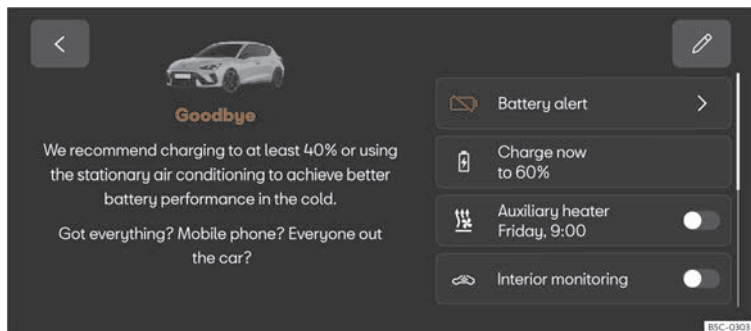 Goodbye
We recommend charging to at least 40% or using
the stationary air conditioning to achieve better
battery performance in the cold.
Got everything? Mobile phone? Everyone out
the car?
Battery alert
Charge now
to 60%
Auxiliary heater
Friday, 9:00
Interior monitoring
B5C-0303